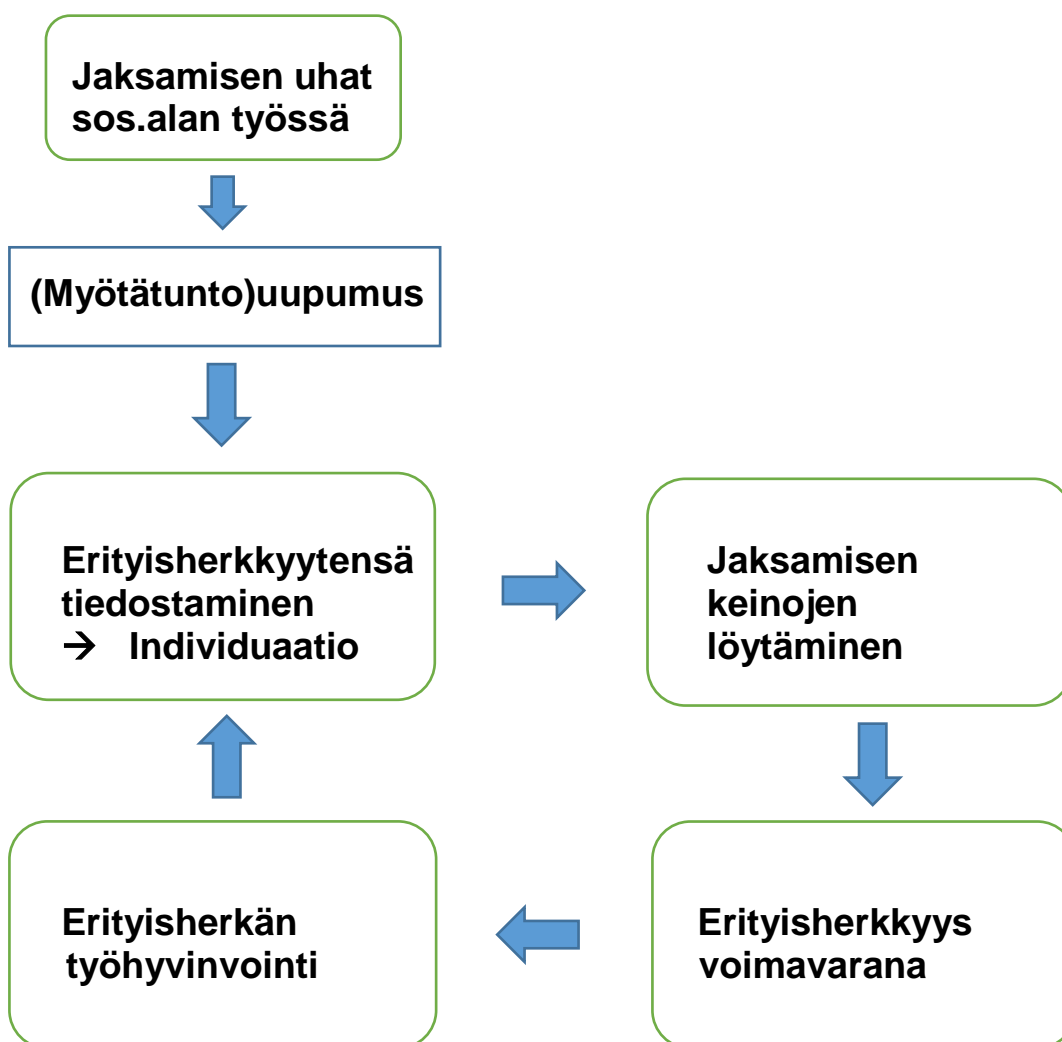 Jaksamisen uhat
sos.alan työssä
(Myötätunto)uupumus
Erityisherkkyytensä
tiedostaminen
→ Individuaatio
Jaksamisen
keinojen
löytäminen
Erityisherkän
työhyvinvointi
Erityisherkkyys
voimavarana